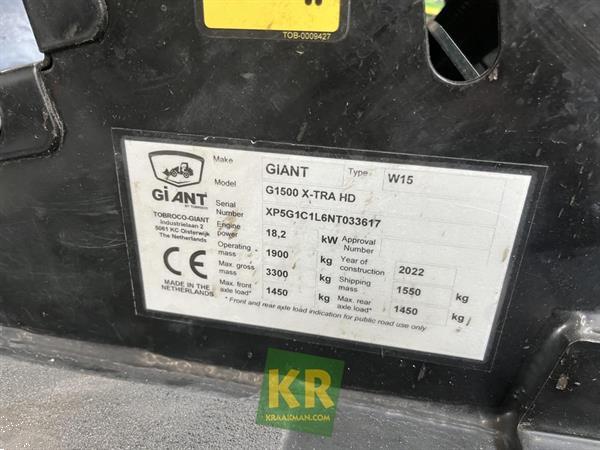 TOB-0009427
GiANT
BY TOBROCO
TOBROCO-GIANT
Industrielaan 2
5061 KC Oisterwijk
The Netherlands
CE
MADE IN THE
NETHERLANDS
Make GIANT Type W15
Model G1500 X-TRA HD
Serial Number XP5G1C1L6NT033617
Engine power 18,2 kW Approval Number
Operating mass 1900 kg Year of construction 2022
Max. gross mass 3300 kg Shipping mass 1550 kg
Max. front axle load* 1450 kg Max. rear axle load* 1450 kg
* Front and rear axle load indication for public road use only
KR
KRAAKMAN.COM